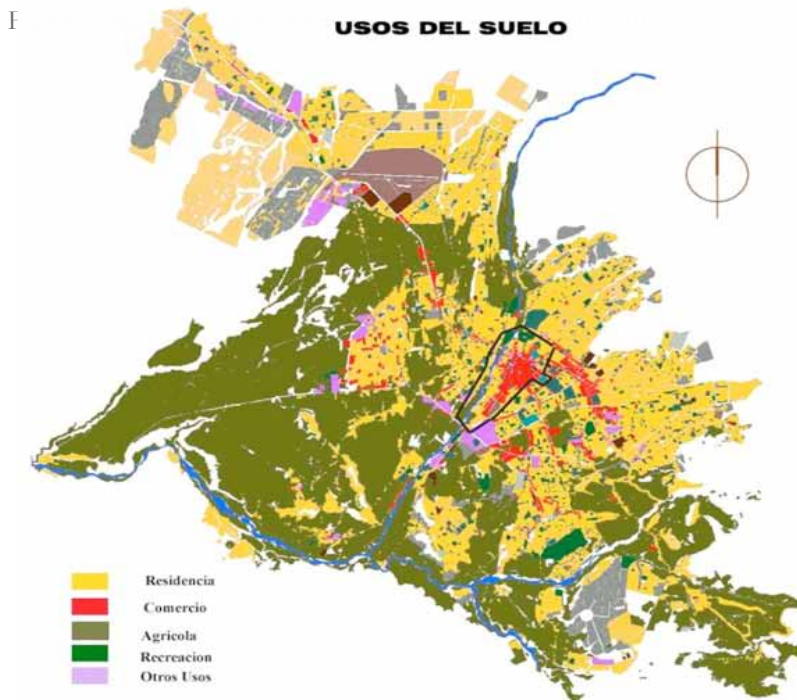 USOS DEL SUELO
Residencia
Comercio
Agricola
Recreacion
Otros Usos